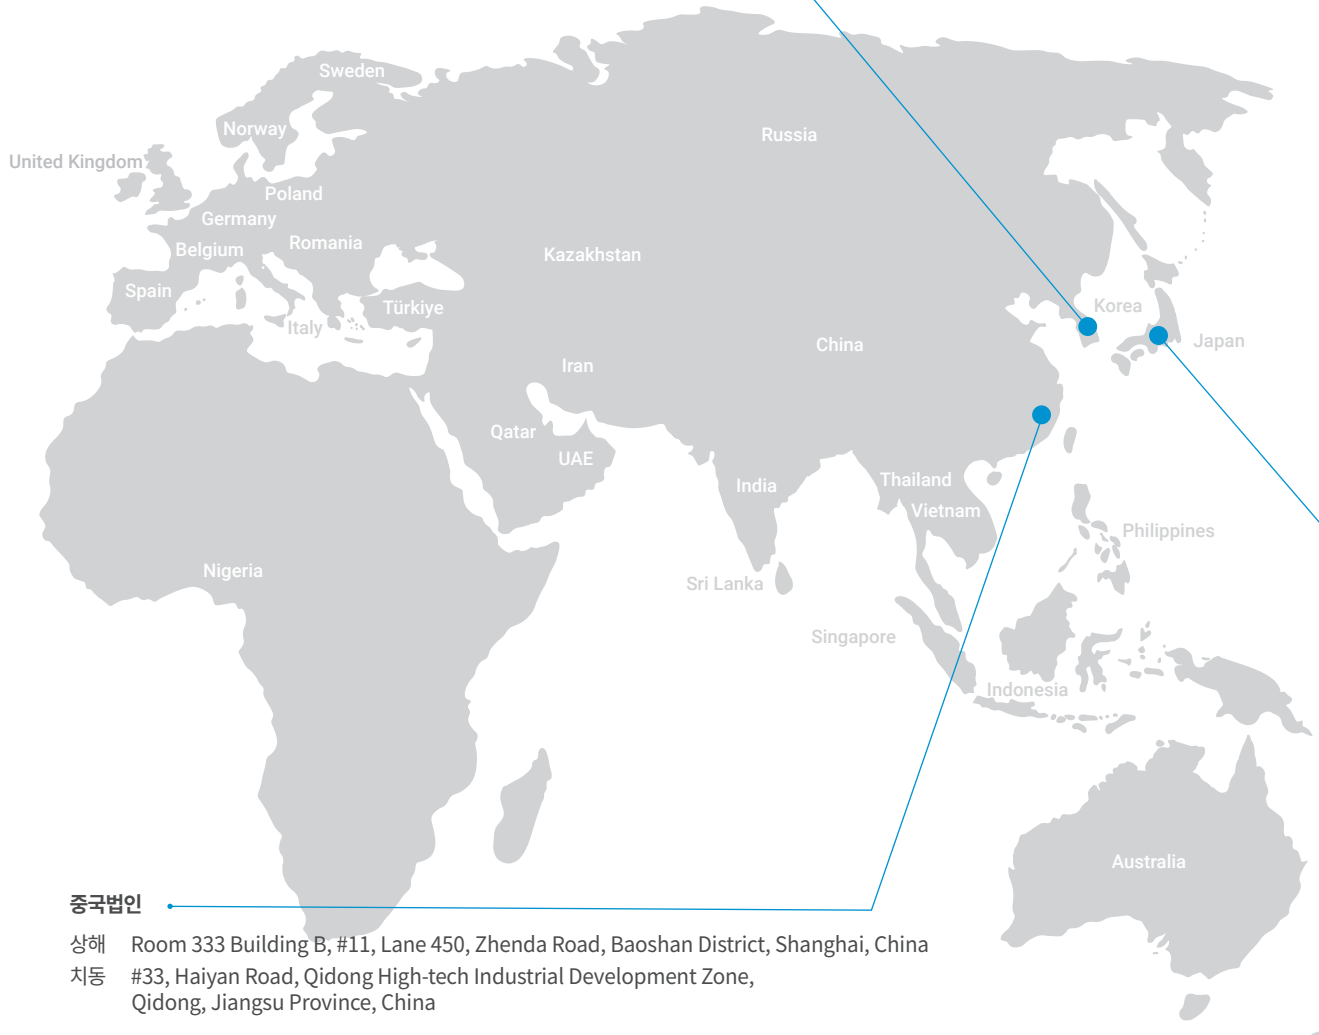 Sweden
Norway
Russia
United Kingdom
Poland
Germany
Romania
Belgium
Kazakhstan
Spain
Türkiye
Korea
Italy
China
Japan
Iran
Qatar
UAE
India
Thailand
Vietnam
Philippines
Nigeria
Sri Lanka
Singapore
Indonesia
Australia
중국법인
상해 Room 333 Building B, #11, Lane 450, Zhenda Road, Baoshan District, Shanghai, China
치동 #33, Haiyan Road, Qidong High-tech Industrial Development Zone,
Qidong, Jiangsu Province, China